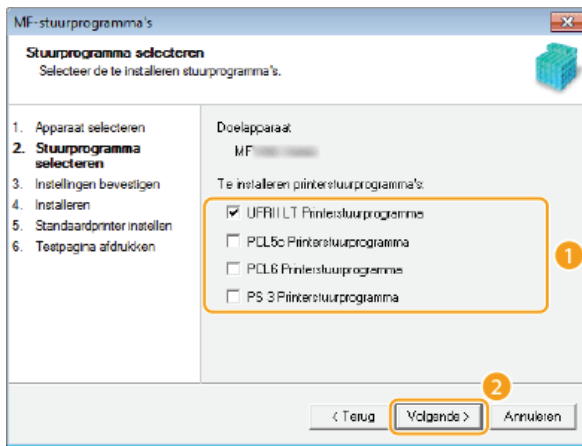 MF-stuurprogramma's
Stuurprogramma selecteren
Selecteer de te installeren stuurprogramma's.
1. Apparaat selecteren
2. Stuurprogramma
selecteren
3. Instellingen bevestigen
4. Installeren
5. Standaardprinter instellen
6. Testpagina afdrukken
Doelapparaat
MF
Te installeren printerstuurprogramma's:
UFRII LT Printerstuurprogramma
PCL5c Printerstuurprogramma
PCL6 Printerstuurprogramma
PS 3 Printerstuurprogramma
1
2
< Terug
Volgende >
Annuleren